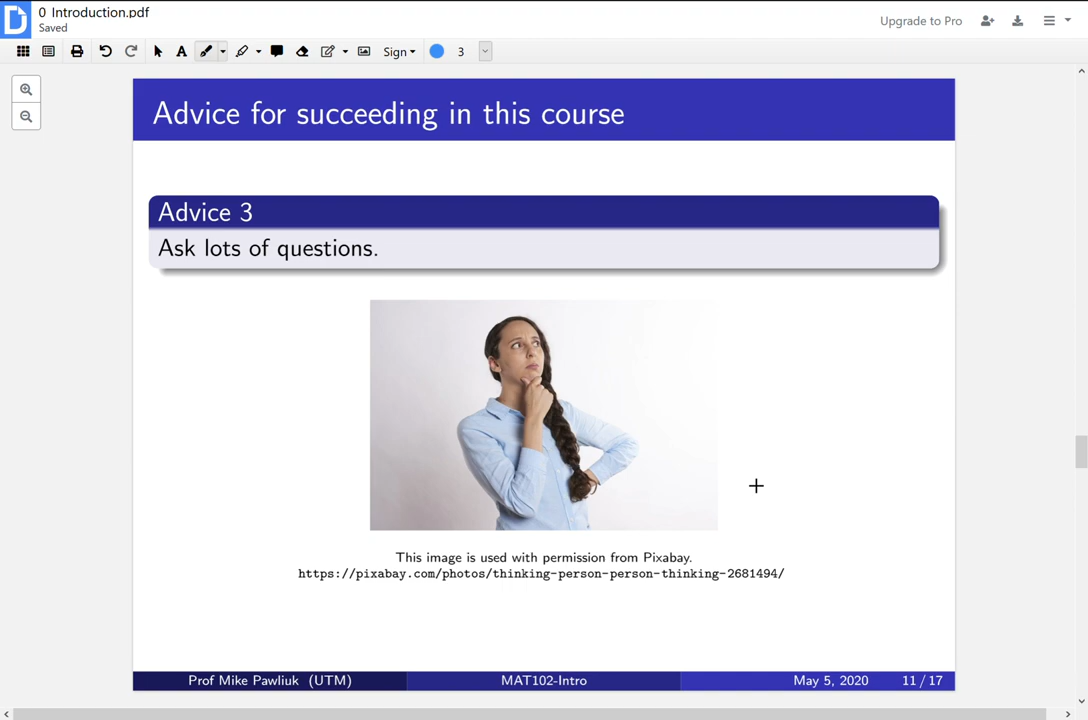 0 Introduction.pdf
Saved
Upgrade to Pro
Sign
3
Advice for succeeding in this course
Advice 3
Ask lots of questions.
This image is used with permission from Pixabay.
https://pixabay.com/photos/thinking-person-person-thinking-2681494/
Prof Mike Pawliuk (UTM) MAT102-Intro May 5, 2020 11 / 17